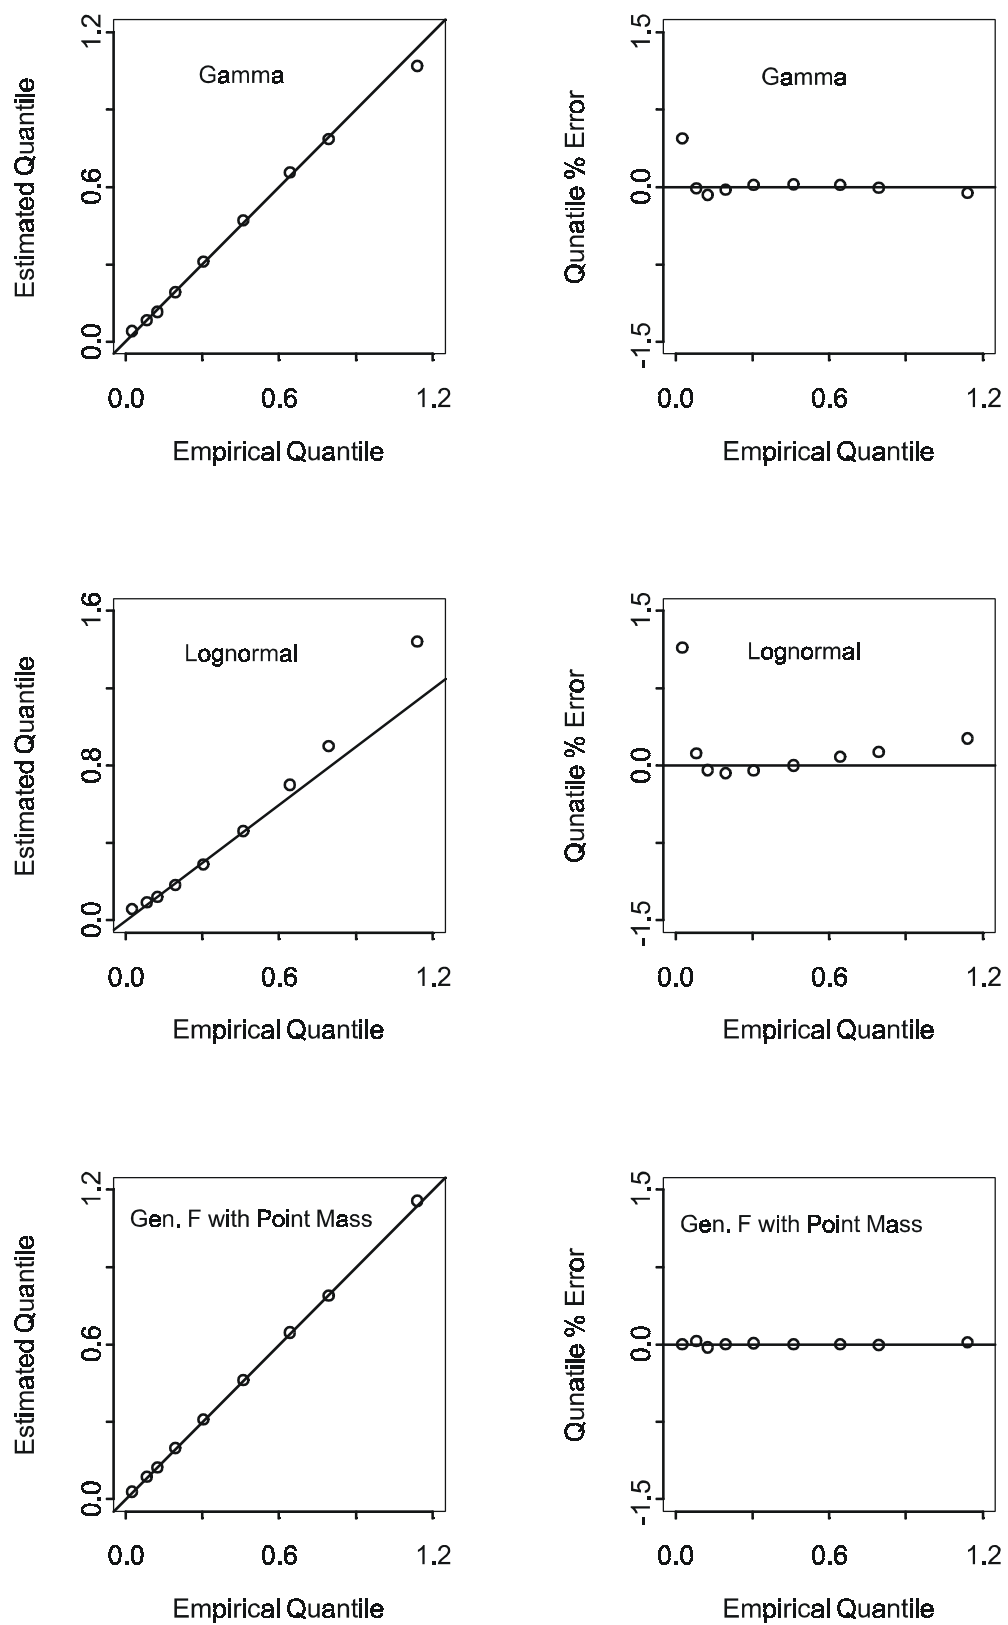 Gamma
Estimated Quantile
1.2
0.6
0.0
0.0 0.6 1.2
Empirical Quantile
Gamma
Qunatile % Error
1.5
0.0
-1.5
0.0 0.6 1.2
Empirical Quantile
Lognormal
Estimated Quantile
1.6
0.8
0.0
0.0 0.6 1.2
Empirical Quantile
Lognormal
Qunatile % Error
1.5
0.0
-1.5
0.0 0.6 1.2
Empirical Quantile
Gen. F with Point Mass
Estimated Quantile
1.2
0.6
0.0
0.0 0.6 1.2
Empirical Quantile
Gen. F with Point Mass
Qunatile % Error
1.5
0.0
-1.5
0.0 0.6 1.2
Empirical Quantile